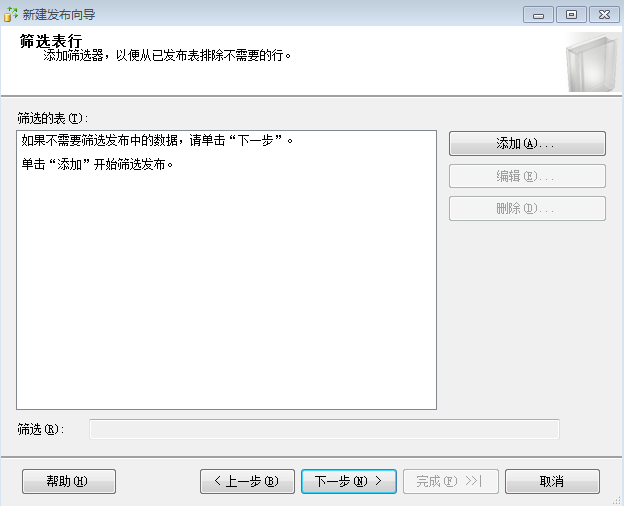 新建发布向导
筛选表行
添加筛选器，以便从已发布表排除不需要的行。
筛选的表(T):
如果不需要筛选发布中的数据，请单击“下一步”。
单击“添加”开始筛选发布。
添加(A)...
编辑(E)...
删除(D)...
筛选(R):
帮助(H)
< 上一步(B)
下一步(N) >
完成(F) >>|
取消